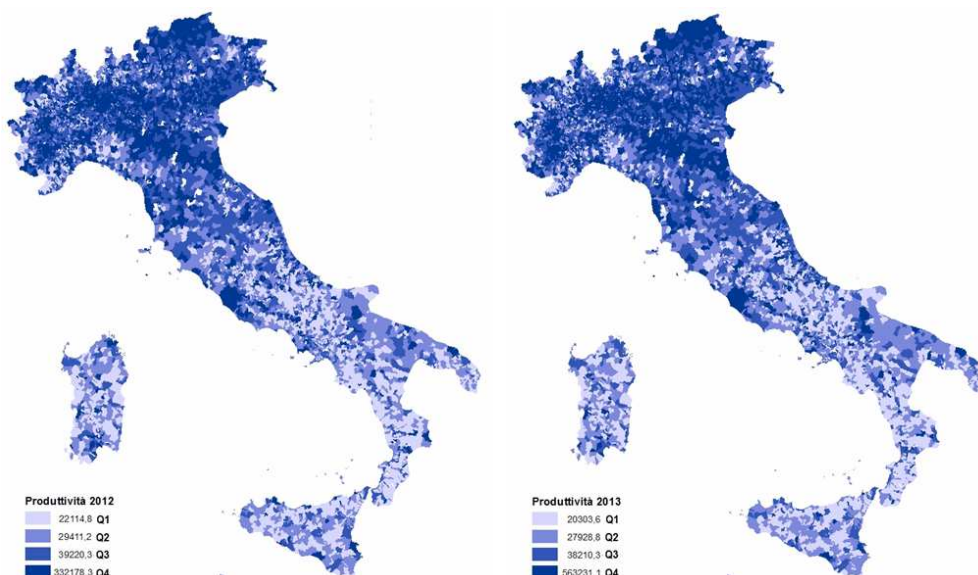 Produttività 2012
22114,8 Q1
29411,2 Q2
39220,3 Q3
332178,3 Q4
Produttività 2013
20303,6 Q1
27928,8 Q2
38210,3 Q3
563231,1 Q4